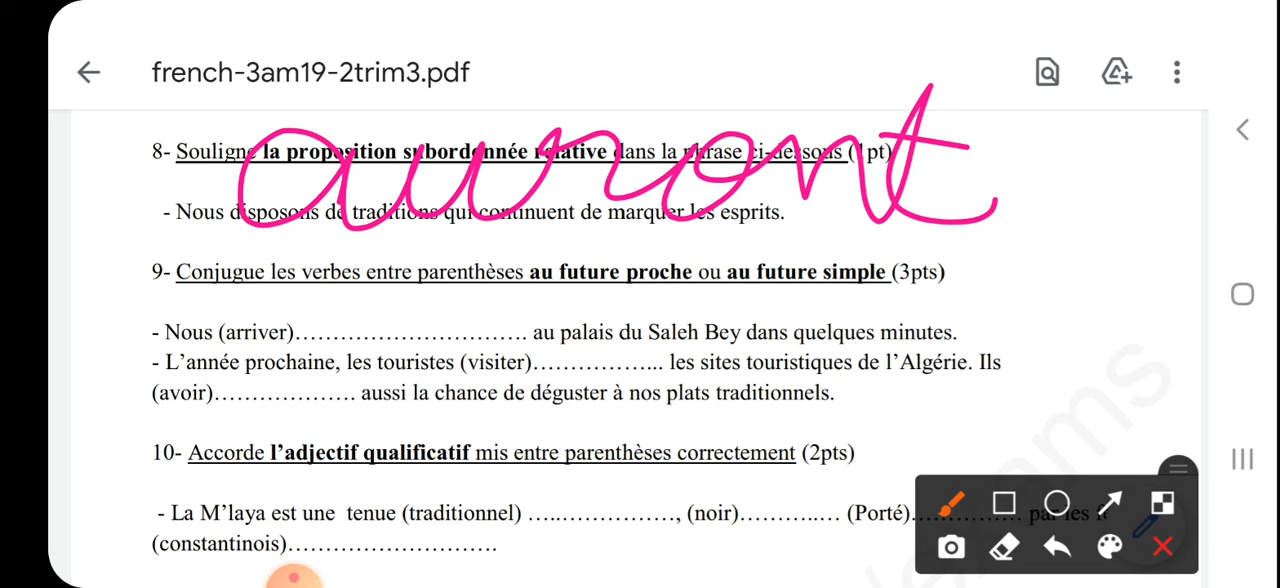 french-3am19-2trim3.pdf
auront
8- Souligne la proposition subordonnée relative dans la phrase ci-dessous (1pt)
- Nous disposons de traditions qui continuent de marquer les esprits.
9- Conjugue les verbes entre parenthèses au future proche ou au future simple (3pts)
- Nous (arriver)............................. au palais du Saleh Bey dans quelques minutes.
- L'année prochaine, les touristes (visiter).................. les sites touristiques de l'Algérie. Ils
(avoir)................... aussi la chance de déguster à nos plats traditionnels.
10- Accorde l'adjectif qualificatif mis entre parenthèses correctement (2pts)
- La M'laya est une tenue (traditionnel) ...................., (noir)............. (Porté).............. par les
(constantinois)............................